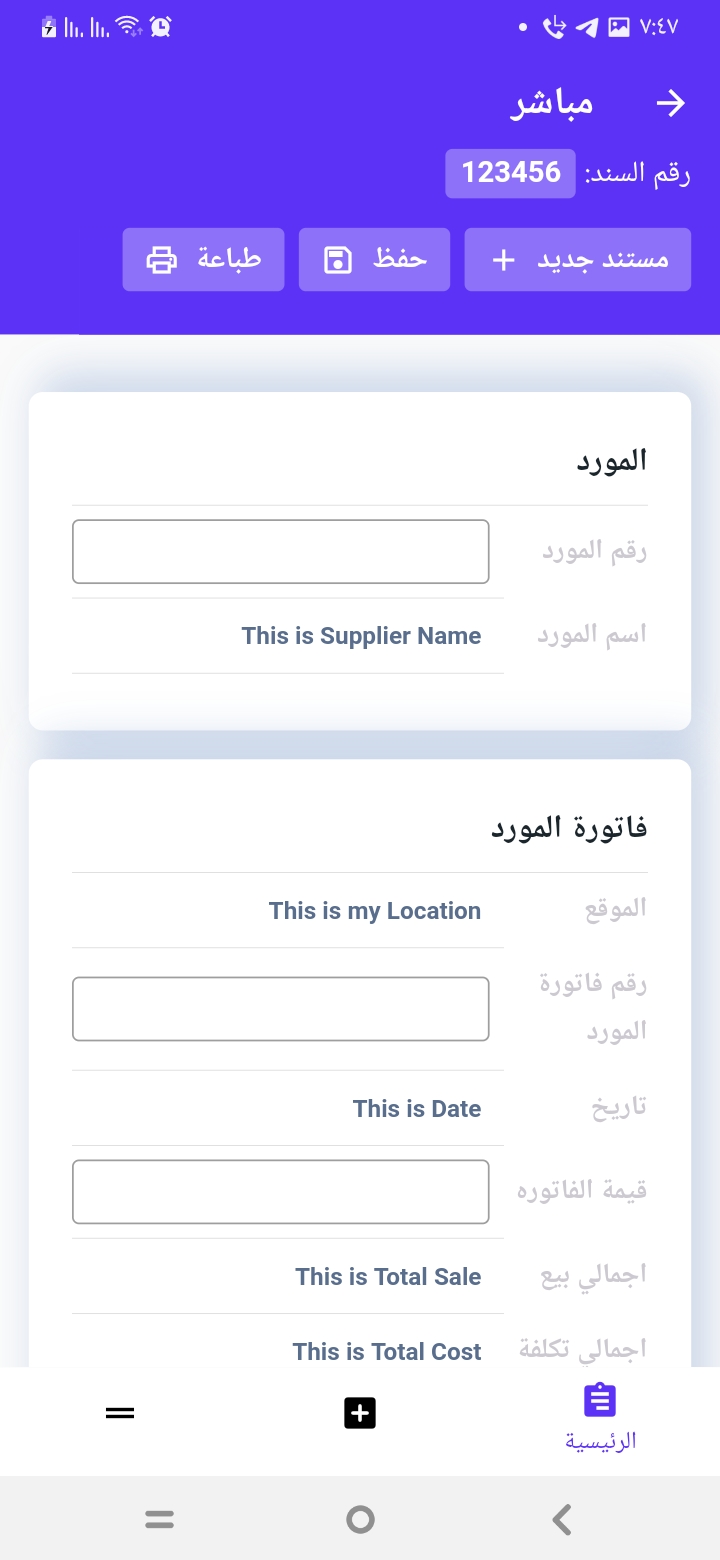 ٧:٤٧
مباشر
رقم السند: 123456
مستند جديد
حفظ
طباعة
المورد
رقم المورد
اسم المورد This is Supplier Name
فاتورة المورد
الموقع This is my Location
رقم فاتورة
المورد
تاريخ This is Date
قيمة الفاتوره
اجمالي بيع This is Total Sale
اجمالي تكلفة This is Total Cost
الرئيسية